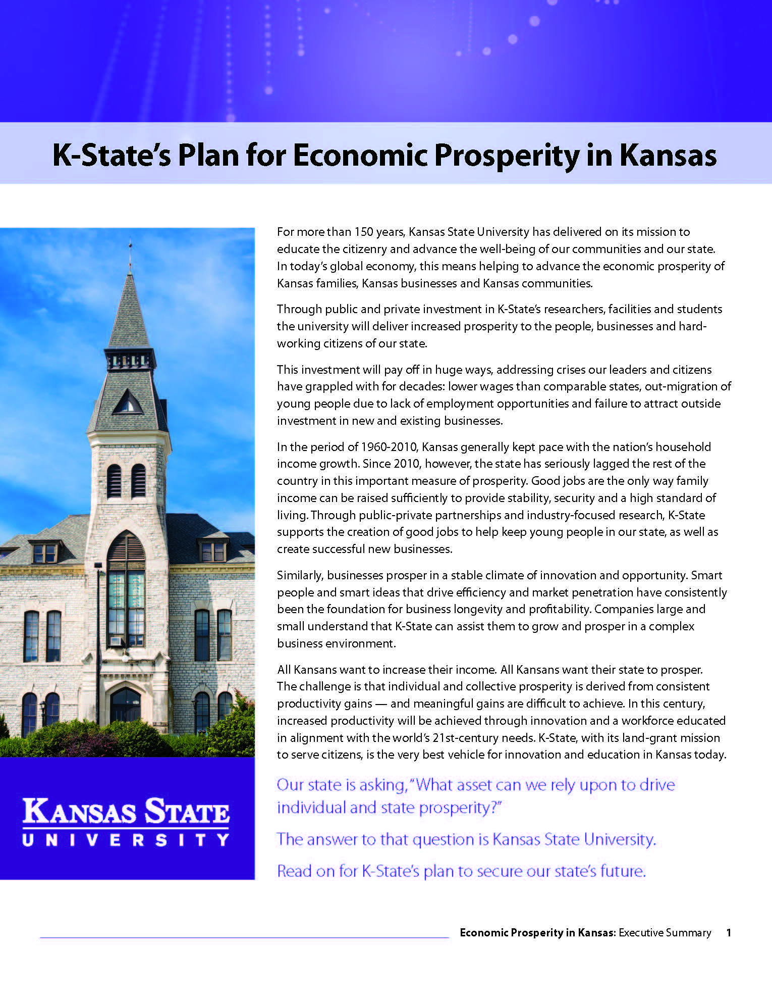 K-State’s Plan for Economic Prosperity in Kansas
For more than 150 years, Kansas State University has delivered on its mission to
educate the citizenry and advance the well-being of our communities and our state.
In today’s global economy, this means helping to advance the economic prosperity of
Kansas families, Kansas businesses and Kansas communities.
Through public and private investment in K-State’s researchers, facilities and students
the university will deliver increased prosperity to the people, businesses and hard-
working citizens of our state.
This investment will pay off in huge ways, addressing crises our leaders and citizens
have grappled with for decades: lower wages than comparable states, out-migration of
young people due to lack of employment opportunities and failure to attract outside
investment in new and existing businesses.
In the period of 1960-2010, Kansas generally kept pace with the nation’s household
income growth. Since 2010, however, the state has seriously lagged the rest of the
country in this important measure of prosperity. Good jobs are the only way family
income can be raised sufficiently to provide stability, security and a high standard of
living. Through public-private partnerships and industry-focused research, K-State
supports the creation of good jobs to help keep young people in our state, as well as
create successful new businesses.
Similarly, businesses prosper in a stable climate of innovation and opportunity. Smart
people and smart ideas that drive efficiency and market penetration have consistently
been the foundation for business longevity and profitability. Companies large and
small understand that K-State can assist them to grow and prosper in a complex
business environment.
All Kansans want to increase their income. All Kansans want their state to prosper.
The challenge is that individual and collective prosperity is derived from consistent
productivity gains — and meaningful gains are difficult to achieve. In this century,
increased productivity will be achieved through innovation and a workforce educated
in alignment with the world’s 21st-century needs. K-State, with its land-grant mission
to serve citizens, is the very best vehicle for innovation and education in Kansas today.
Our state is asking, “What asset can we rely upon to drive
individual and state prosperity?”
The answer to that question is Kansas State University.
Read on for K-State’s plan to secure our state’s future.
KANSAS STATE
UNIVERSITY
Economic Prosperity in Kansas: Executive Summary 1